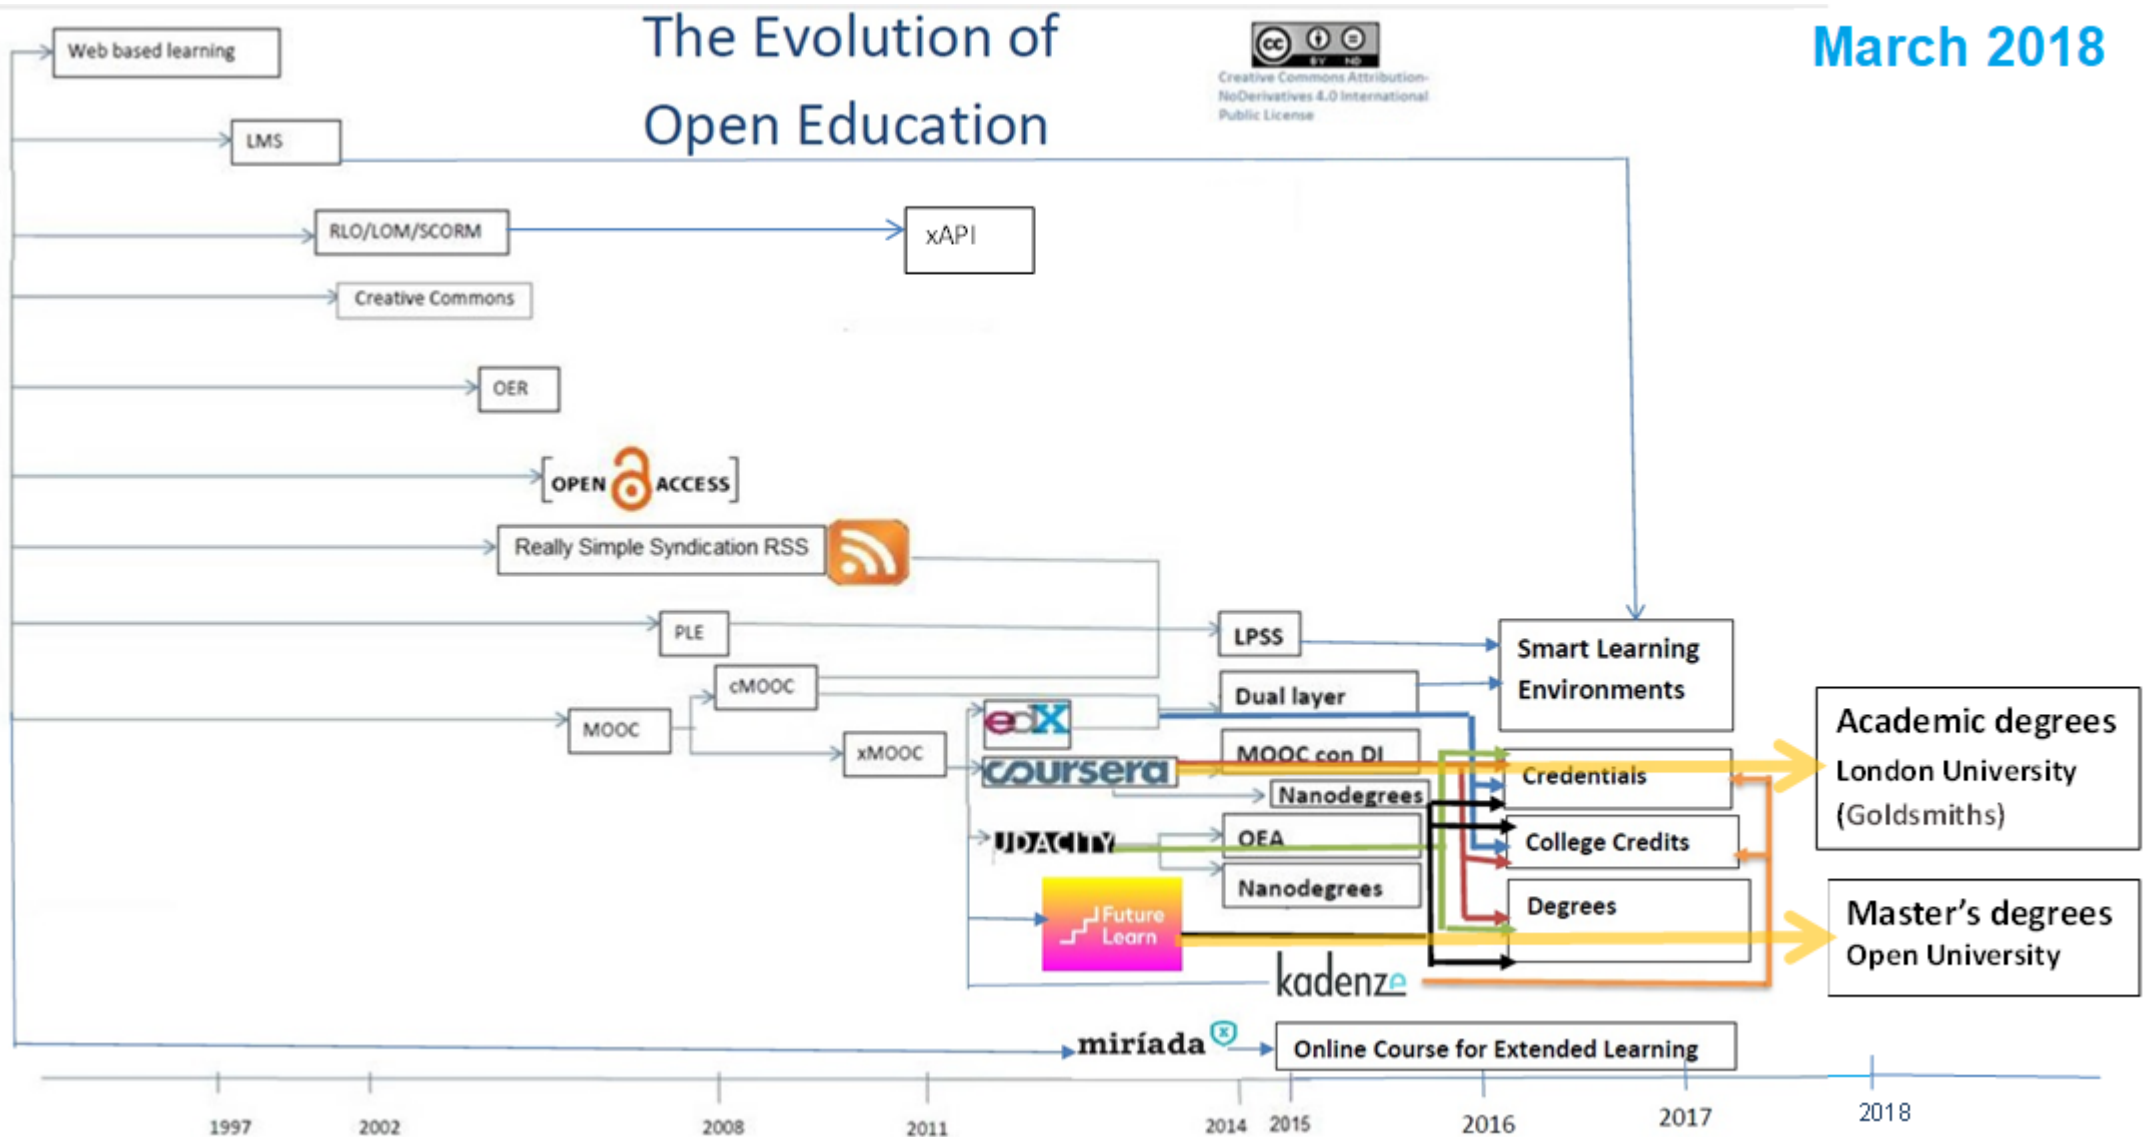 The Evolution of
Open Education
cc
BY ND
Creative Commons Attribution-
NoDerivatives 4.0 International
Public License
March 2018
Web based learning
LMS
RLO/LOM/SCORM
xAPI
Creative Commons
OER
OPEN ACCESS
Really Simple Syndication RSS
PLE
LPSS
Smart Learning
Environments
cMOOC
Dual layer
MOOC
edX
xMOOC
MOOC con DI
coursera
Credentials
Nanodegrees
UDACITY
OEA
College Credits
Nanodegrees
Degrees
Future
Learn
kadenze
Academic degrees
London University
(Goldsmiths)
Master's degrees
Open University
miríada x
Online Course for Extended Learning
1997
2002
2008
2011
2014
2015
2016
2017
2018